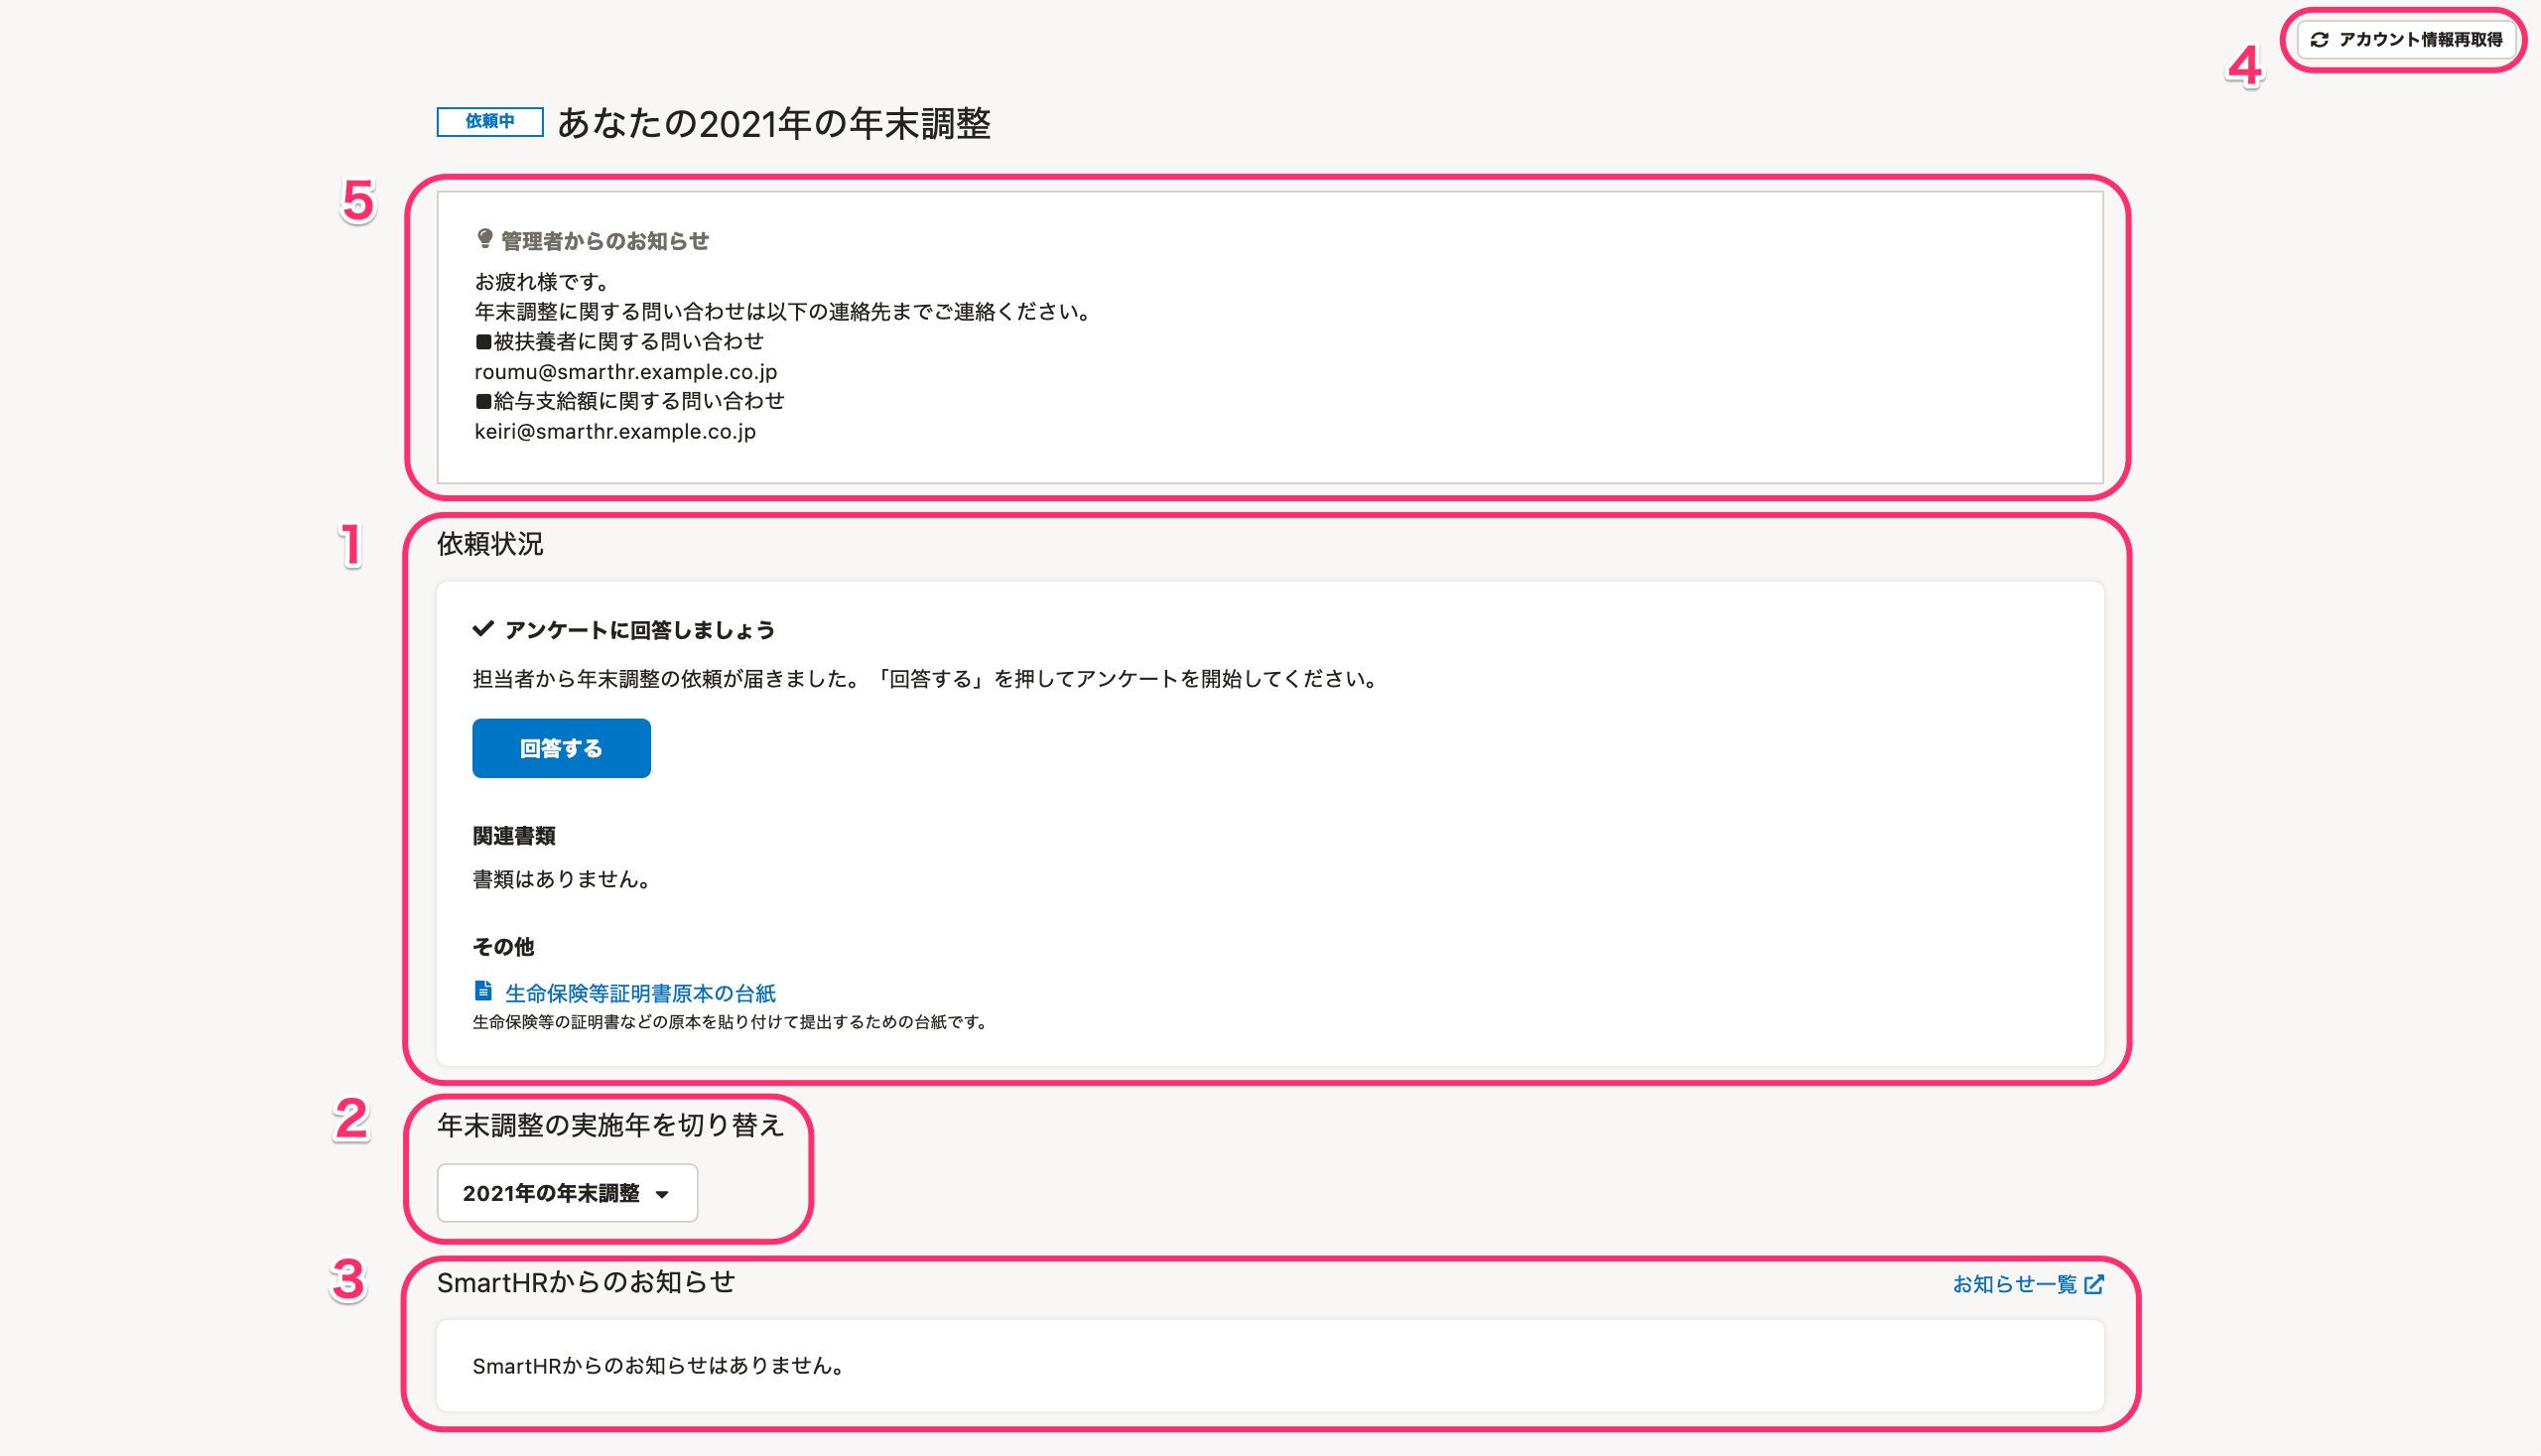 アカウント情報再取得
4
依頼中 あなたの2021年の年末調整
5
管理者からのお知らせ
お疲れ様です。
年末調整に関する問い合わせは以下の連絡先までご連絡ください。
■被扶養者に関する問い合わせ
roumu@smarthr.example.co.jp
■給与支給額に関する問い合わせ
keiri@smarthr.example.co.jp
1
依頼状況
アンケートに回答しましょう
担当者から年末調整の依頼が届きました。「回答する」を押してアンケートを開始してください。
回答する
関連書類
書類はありません。
その他
生命保険等証明書原本の台紙
生命保険等の証明書などの原本を貼り付けて提出するための台紙です。
2
年末調整の実施年を切り替え
2021年の年末調整
3
SmartHRからのお知らせ
お知らせ一覧
SmartHRからのお知らせはありません。